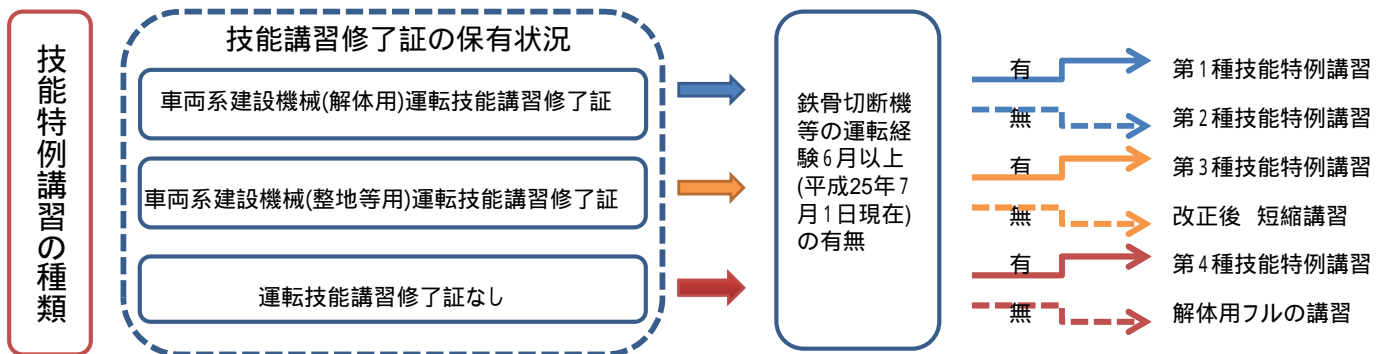 技能特例講習の種類
技能講習修了証の保有状況
車両系建設機械(解体用)運転技能講習修了証
車両系建設機械(整地等用)運転技能講習修了証
運転技能講習修了証なし
鉄骨切断機
等の運転経
験6月以上
(平成25年7
月1日現在)
の有無
有
第1種技能特例講習
無
第2種技能特例講習
有
第3種技能特例講習
無
改正後 短縮講習
有
第4種技能特例講習
無
解体用フルの講習